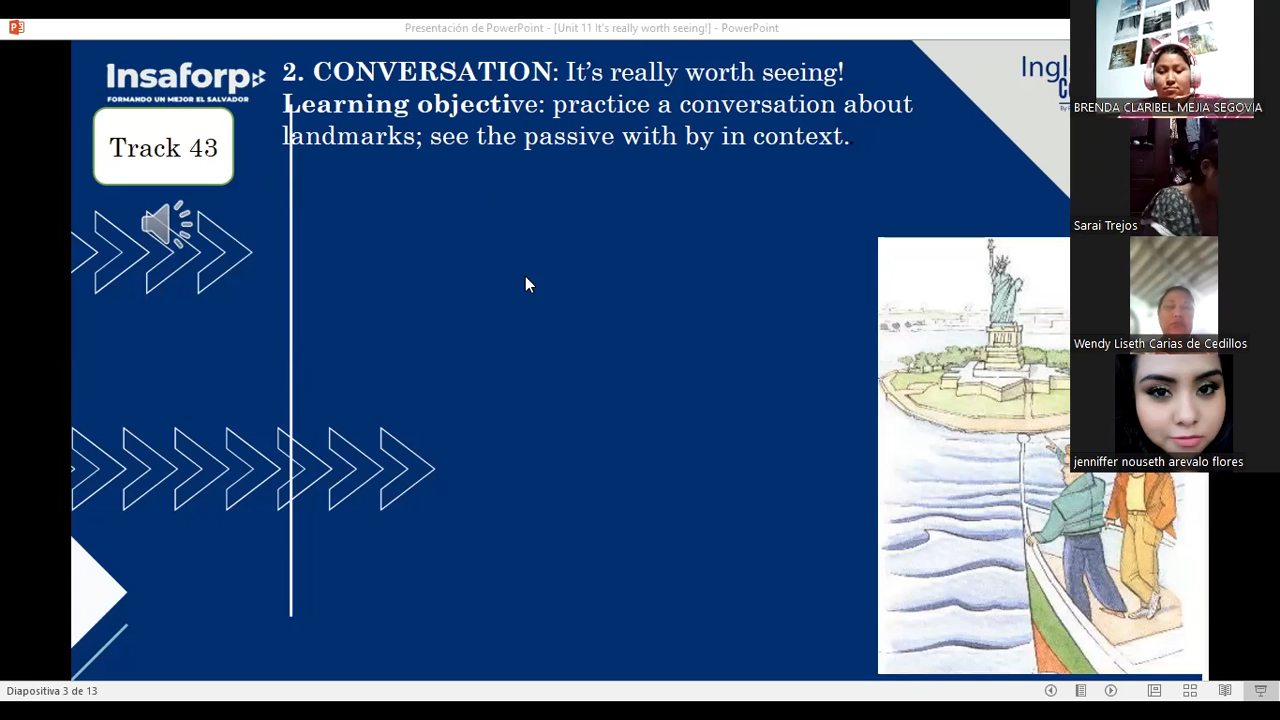 Presentación de PowerPoint - [Unit 11 It's really worth seeing!] - PowerPoint
Insaforp
FORMANDO UN MEJOR EL SALVADOR
2. CONVERSATION: It’s really worth seeing!
Learning objective: practice a conversation about
landmarks; see the passive with by in context.
Track 43
Ingl
BRENDA CLARIBEL MEJIA SEGOVIA
Sarai Trejos
Wendy Liseth Carias de Cedillos
jenniffer nouseth arevalo flores
Diapositiva 3 de 13